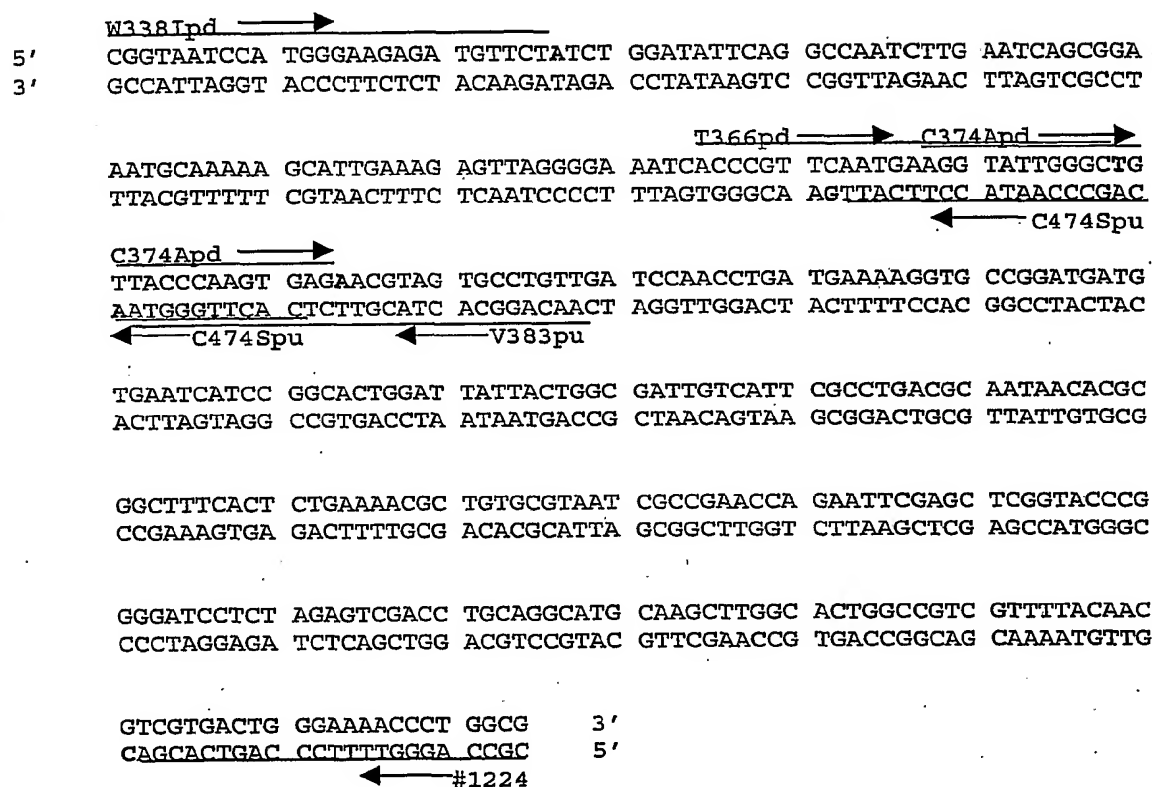 W338Ipd
5' CGGTAATCCA TGGGAAGAGA TGTTCTATCT GGATATTCAG GCCAATCTTG AATCAGCGGA
3' GCCATTAGGT ACCCTTCTCT ACAAGATAGA CCTATAAGTC CGGTTAGAAC TTAGTCGCCT
T366pd C374Apd
AATGCAAAAA GCATTGAAAG AGTTAGGGGA AATCACCCGT TCAATGAAGG TATTGGGCTG
TTACGTTTTT CGTAACTTTC TCAATCCCCT TTAGTGGGCA AGTTACTTCC ATAACCCGAC
C474Spu
C374Apd
TTACCCAAGT GAGAACGTAG TGCCTGTTGA TCCAACCTGA TGAAAAGGTG CCGGATGATG
AATGGGTTCA CTCTTGCATC ACGGACAACT AGGTTGGACT ACTTTTCCAC GGCCTACTAC
C474Spu V383pu
TGAATCATCC GGCACTGGAT TATTACTGGC GATTGTCATT CGCCTGACGC AATAACACGC
ACTTAGTAGG CCGTGACCTA ATAATGACCG CTAACAGTAA GCGGACTGCG TTATTGTGCG
GGCTTTCACT CTGAAAACGC TGTGCGTAAT CGCCGAACCA GAATTCGAGC TCGGTACCCG
CCGAAAGTGA GACTTTTGCG ACACGCATTA GCGGCTTGGT CTTAAGCTCG AGCCATGGGC
GGGATCCTCT AGAGTCGACC TGCAGGCATG CAAGCTTGGC ACTGGCCGTC GTTTTACAAC
CCCTAGGAGA TCTCAGCTGG ACGTCCGTAC GTTCGAACCG TGACCGGCAG CAAAATGTTG
GTCGTGACTG GGAAAACCCT GGCG 3'
CAGCACTGAC CCTTTTGGGA CCGC 5'
#1224